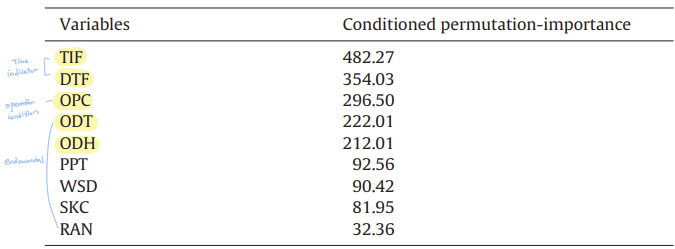 Variables Conditioned permutation-importance
TIF 482.27
Time
indicator
DTF 354.03
OPC 296.50
operation
condition
ODT 222.01
ODH 212.01
PPT 92.56
WSD 90.42
SKC 81.95
RAN 32.36